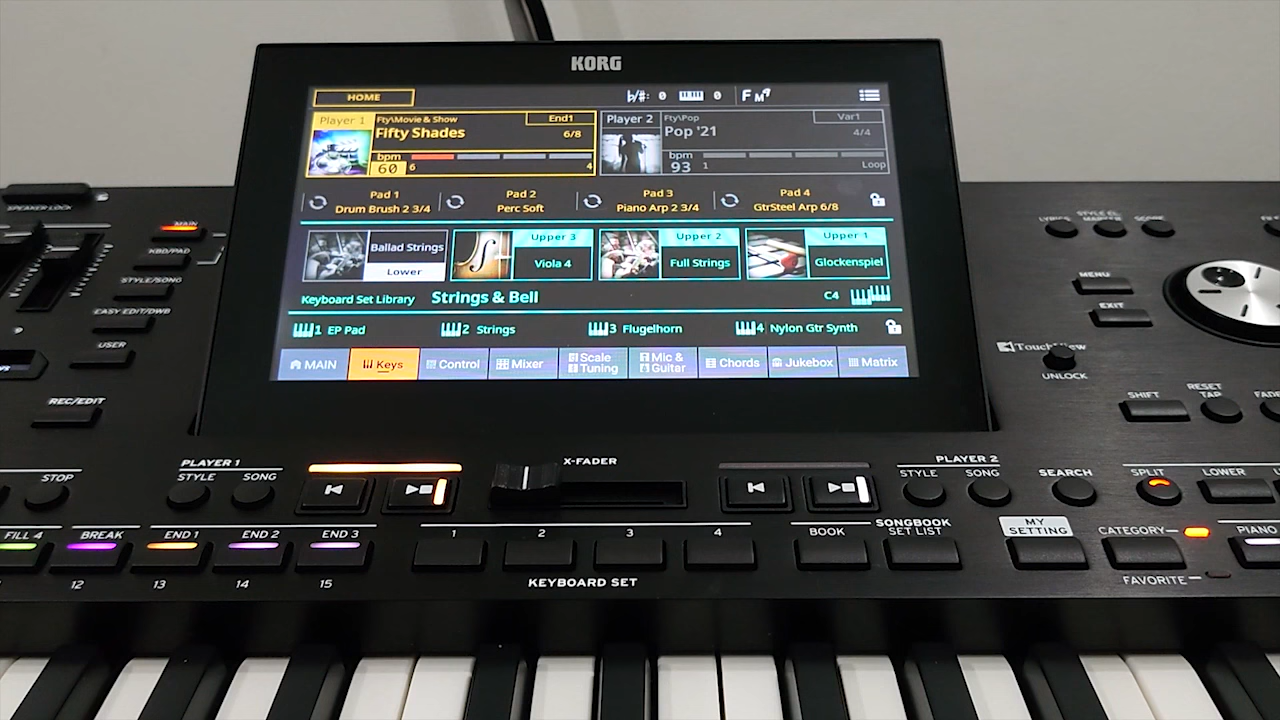 KORG
HOME
b/#: 0 0 F M9
Player 1
Fty\Movie & Show
End1
Fifty Shades
6/8
bpm
60
6
4
Player 2
Fty\Pop
Var1
Pop '21
4/4
bpm
93
1
Loop
Pad 1
Drum Brush 2 3/4
Pad 2
Perc Soft
Pad 3
Piano Arp 2 3/4
Pad 4
GtrSteel Arp 6/8
Ballad Strings
Lower
Upper 3
Viola 4
Upper 2
Full Strings
Upper 1
Glockenspiel
Keyboard Set Library Strings & Bell C4
1 EP Pad
2 Strings
3 Flugelhorn
4 Nylon Gtr Synth
MAIN
Keys
Control
Mixer
Scale
Tuning
Mic &
Guitar
Chords
Jukebox
Matrix
SPEAKER LOCK
MAIN
KBD/PAD
STYLE/SONG
EASY EDIT/DWB
USER
REC/EDIT
LYRICS
STYLE EL.
MARKER
SCORE
MENU
EXIT
TouchView
UNLOCK
SHIFT
RESET
TAP
PLAYER 1
STOP
STYLE
SONG
X-FADER
PLAYER 2
STYLE
SONG
SEARCH
SPLIT
LOWER
FILL 4
BREAK
END 1
END 2
END 3
12
13
14
15
1
2
3
4
KEYBOARD SET
BOOK
SONGBOOK
SET LIST
MY
SETTING
CATEGORY
FAVORITE
PIANO